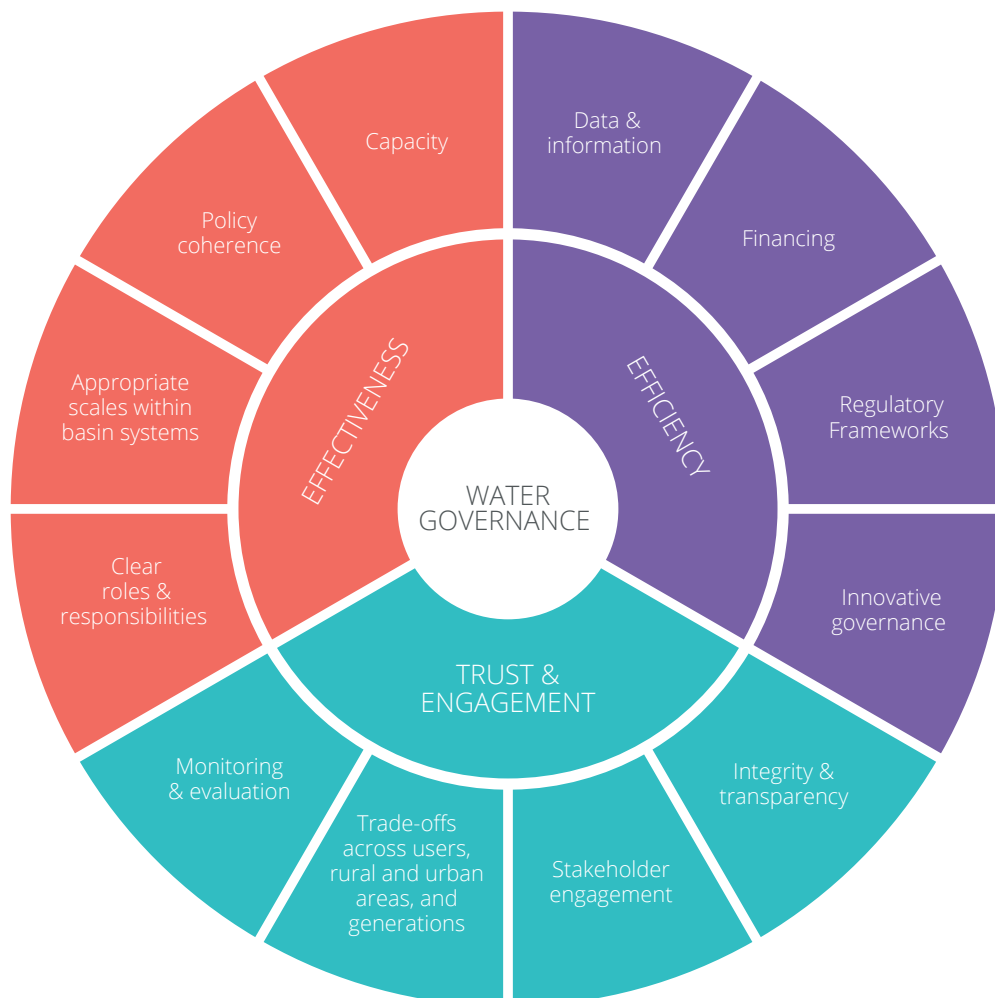 Capacity
Data &
information
Policy
coherence
Financing
Appropriate
scales within
basin systems
EFFECTIVENESS
EFFICIENCY
Regulatory
Frameworks
WATER
GOVERNANCE
Clear
roles &
responsibilities
Innovative
governance
TRUST &
ENGAGEMENT
Monitoring
& evaluation
Integrity &
transparency
Trade-offs
across users,
rural and urban
areas, and
generations
Stakeholder
engagement